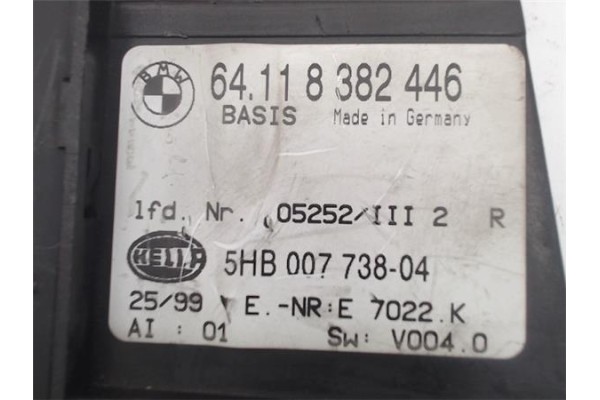 BMW
64.11 8 382 446
BASIS Made in Germany
lfd. Nr. 05252/III 2 R
HELLA 5HB 007 738-04
25/99 E.-NR:E 7022.K
AI : 01 Sw: V004.0